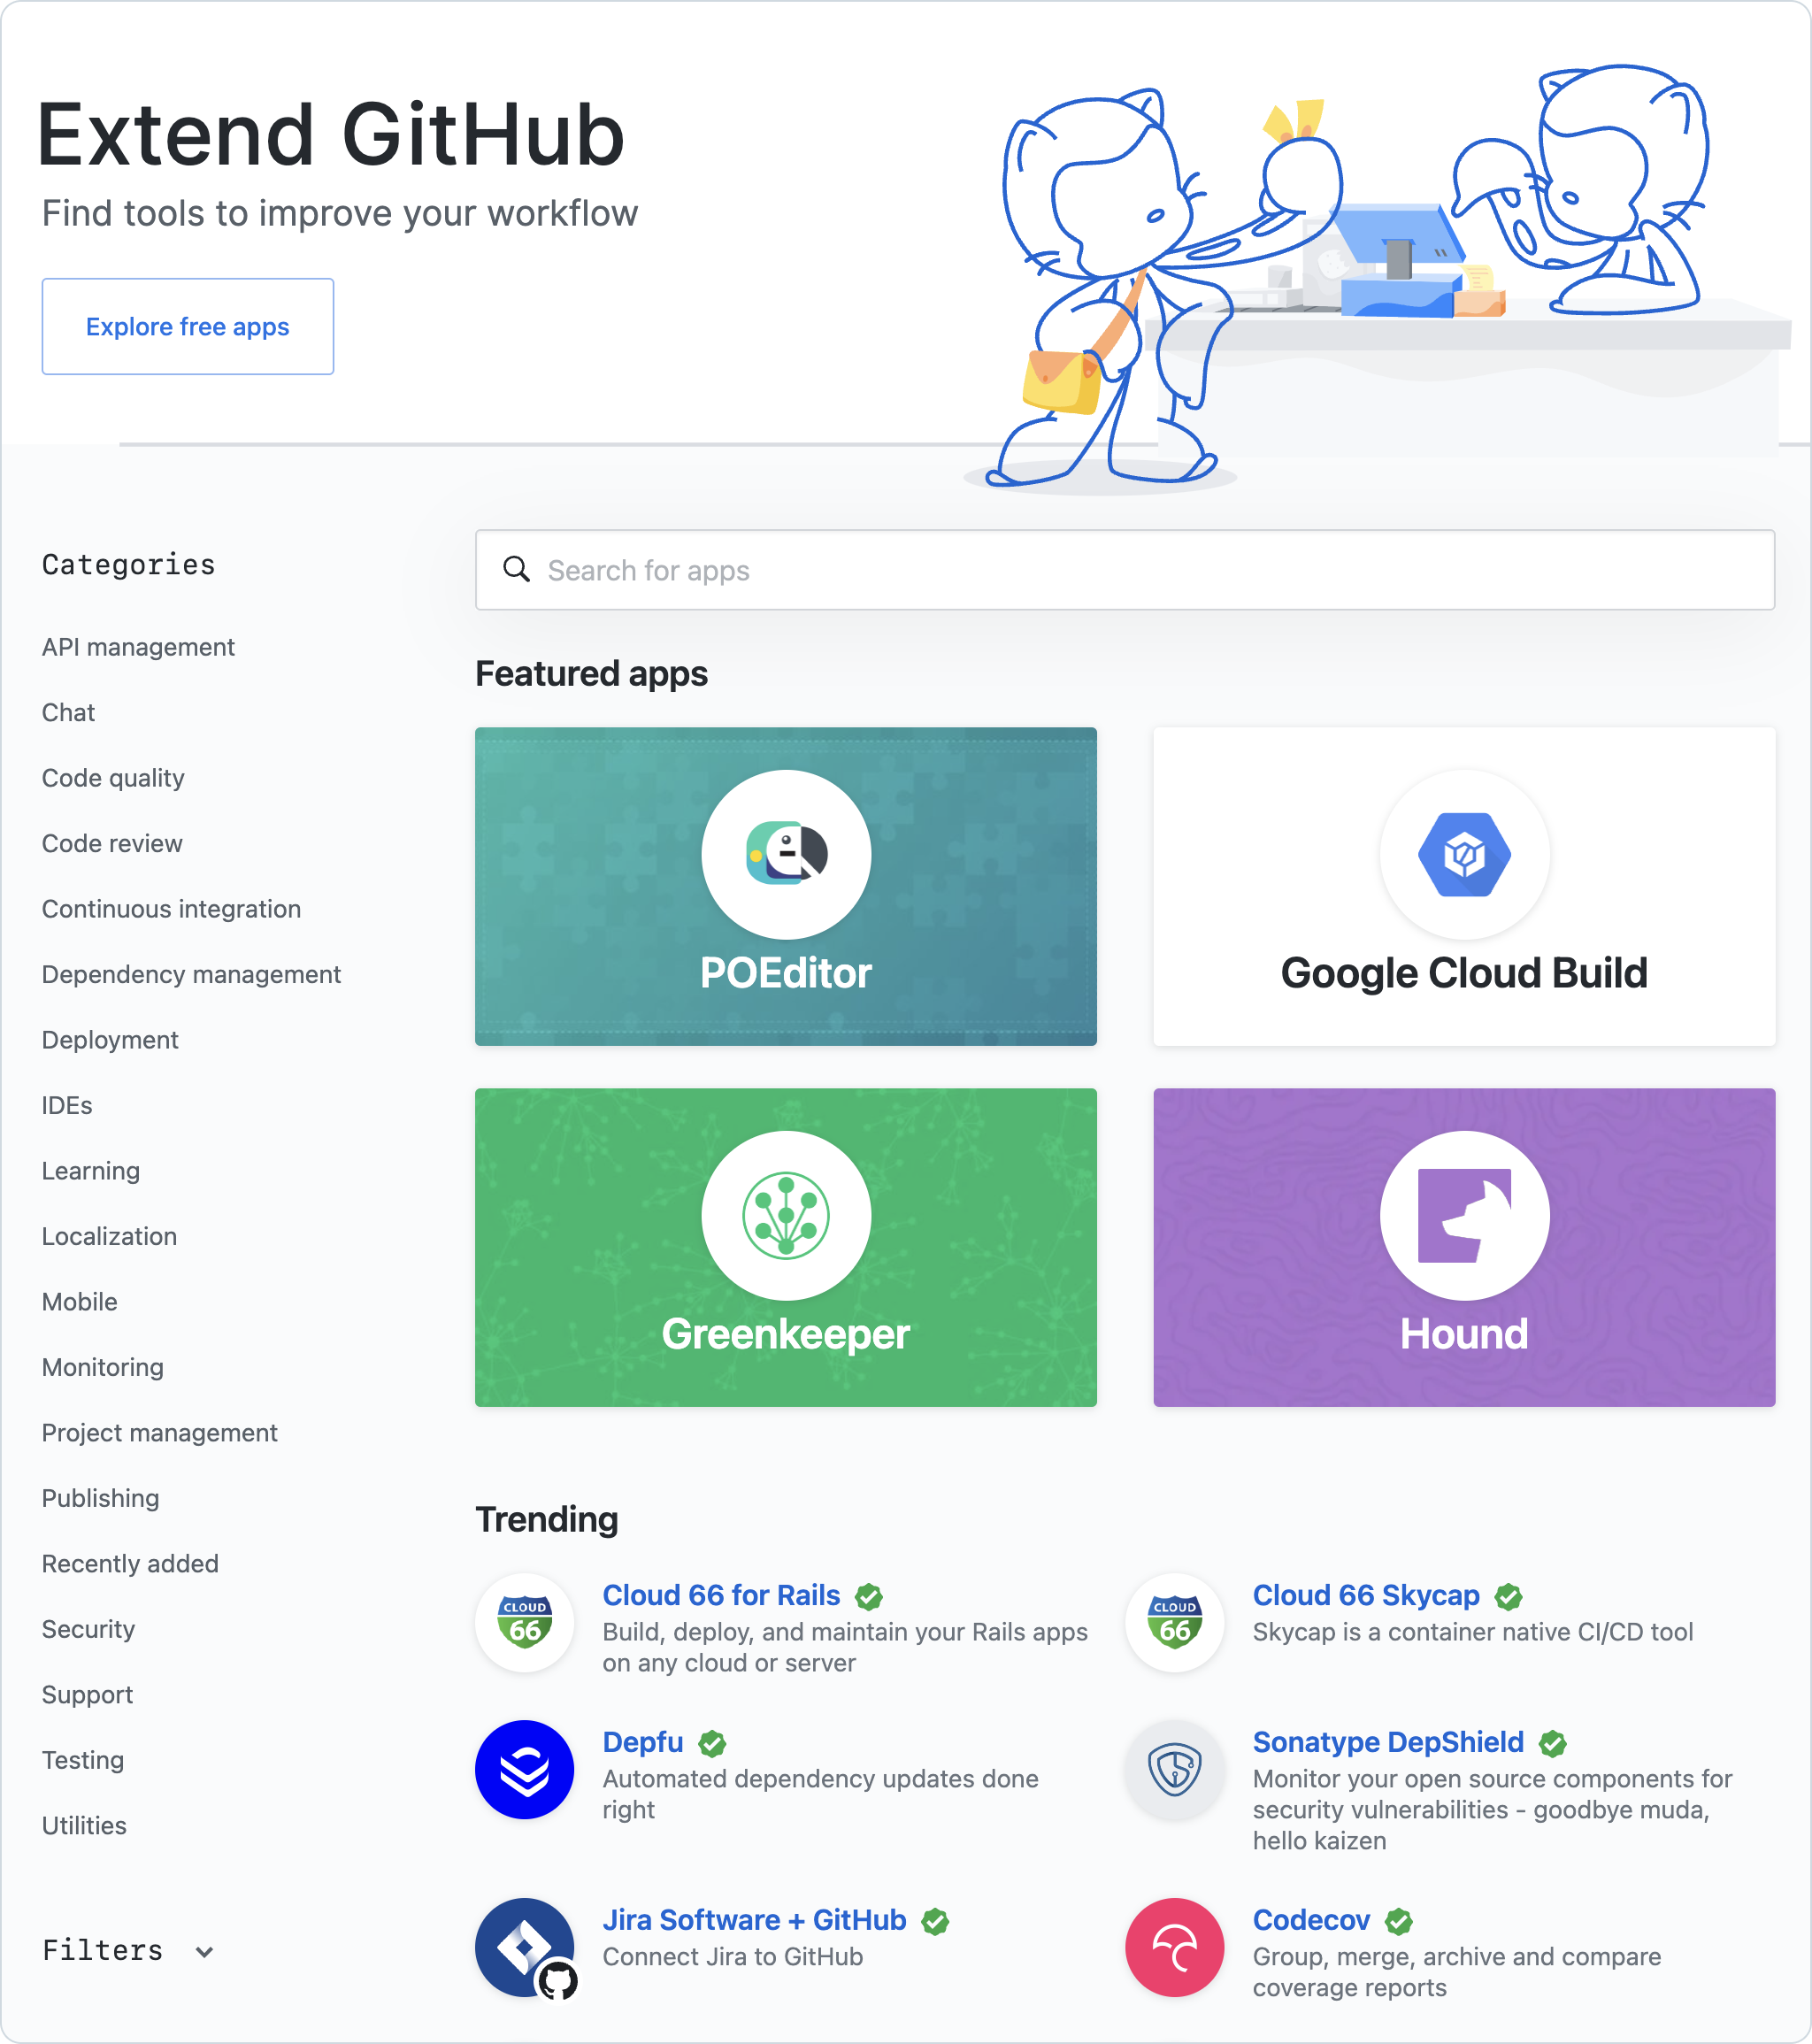 Extend GitHub
Find tools to improve your workflow
Explore free apps
Categories
API management
Chat
Code quality
Code review
Continuous integration
Dependency management
Deployment
IDEs
Learning
Localization
Mobile
Monitoring
Project management
Publishing
Recently added
Security
Support
Testing
Utilities
Filters
Search for apps
Featured apps
POEditor
Google Cloud Build
Greenkeeper
Hound
Trending
CLOUD
66
Cloud 66 for Rails
Build, deploy, and maintain your Rails apps
on any cloud or server
CLOUD
66
Cloud 66 Skycap
Skycap is a container native CI/CD tool
Depfu
Automated dependency updates done
right
Sonatype DepShield
Monitor your open source components for
security vulnerabilities - goodbye muda,
hello kaizen
Jira Software + GitHub
Connect Jira to GitHub
Codecov
Group, merge, archive and compare
coverage reports